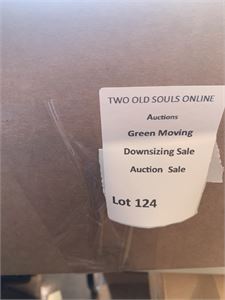 TWO OLD SOULS ONLINE
Auctions
Green Moving
Downsizing Sale
Auction Sale
Lot 124